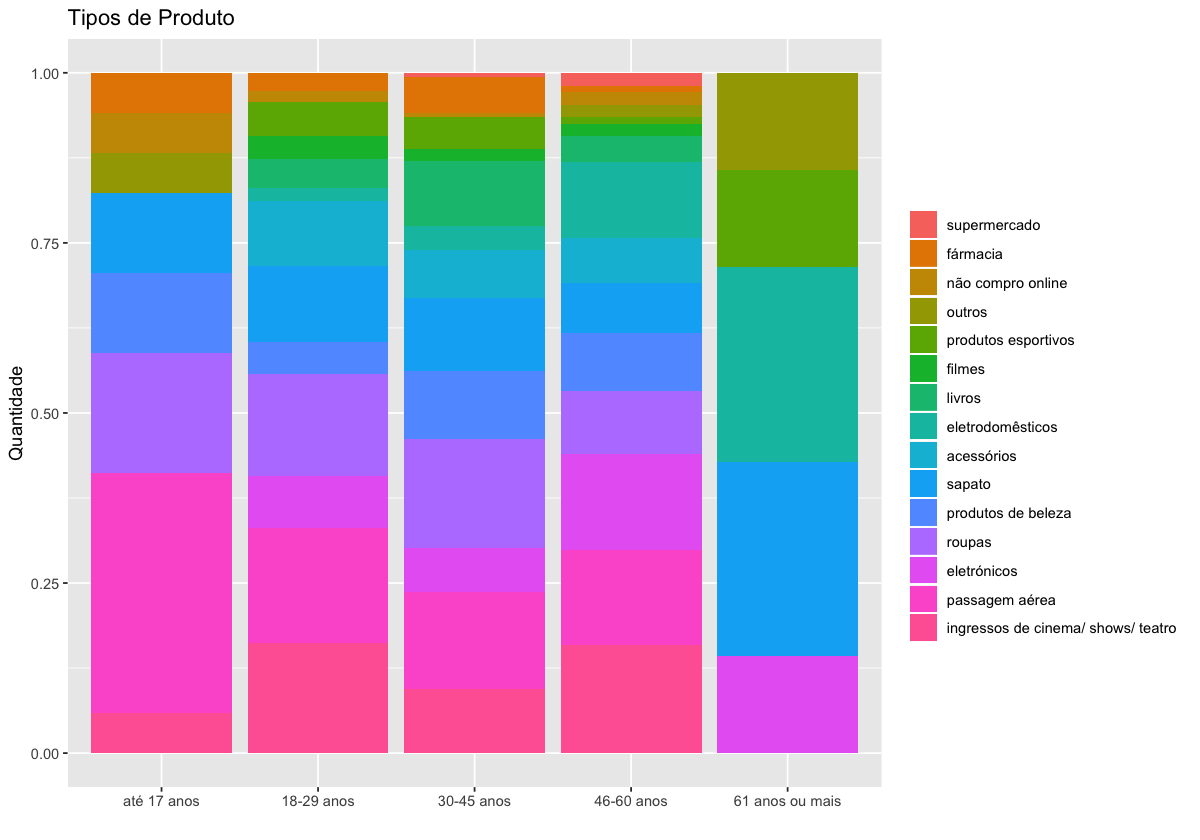 Tipos de Produto
Quantidade
1.00
0.75
0.50
0.25
0.00
até 17 anos
18-29 anos
30-45 anos
46-60 anos
61 anos ou mais
supermercado
fármacia
não compro online
outros
produtos esportivos
filmes
livros
eletrodomêsticos
acessórios
sapato
produtos de beleza
roupas
eletrónicos
passagem aérea
ingressos de cinema/ shows/ teatro